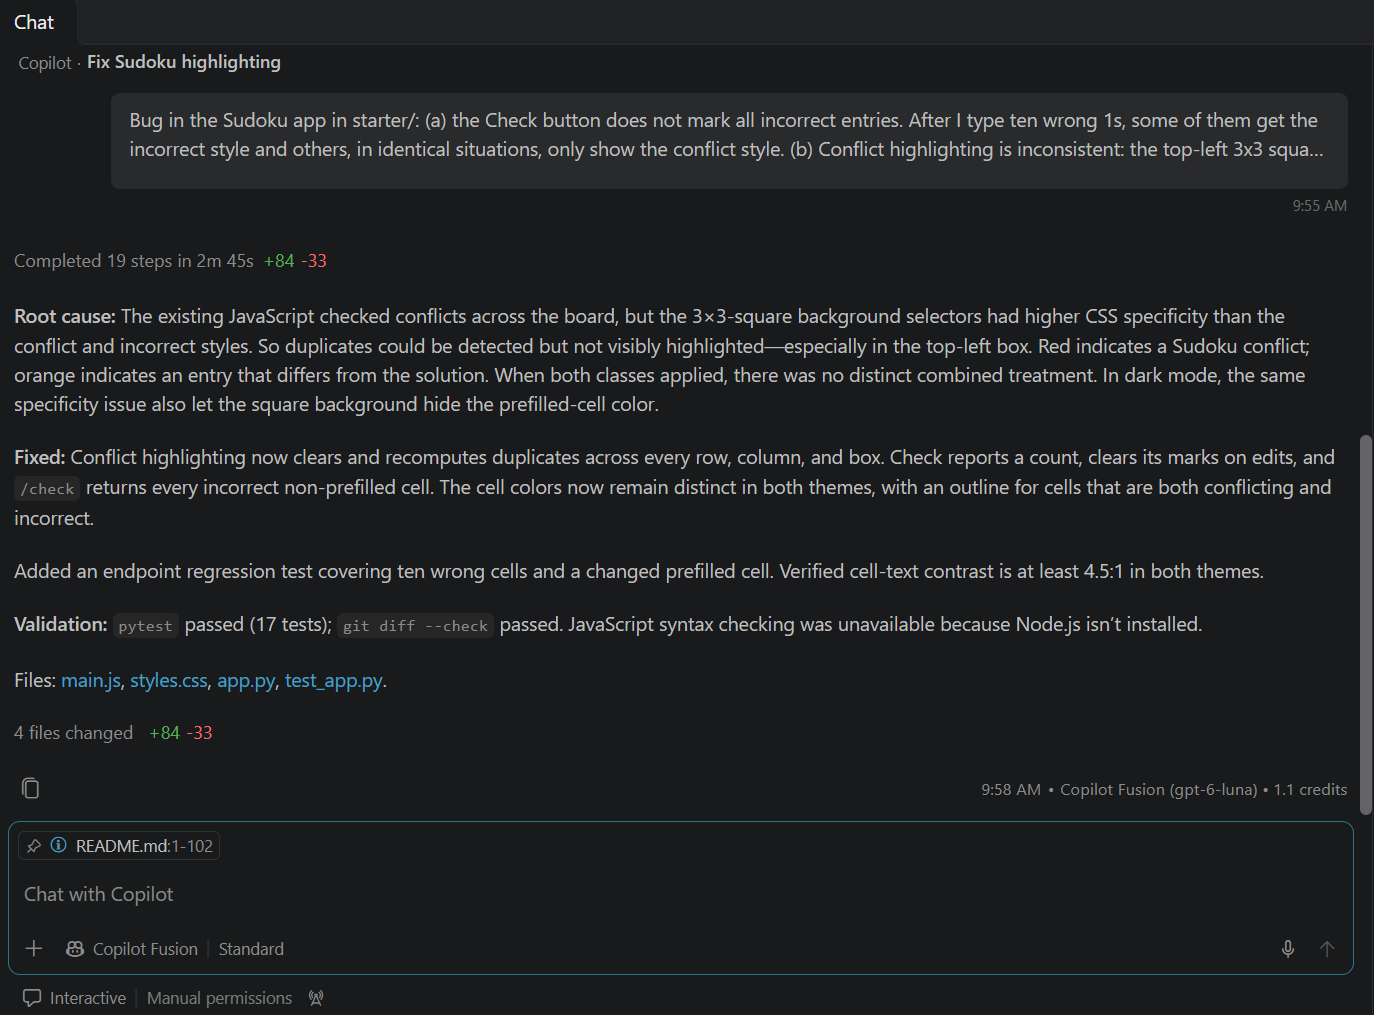 Chat
Copilot · Fix Sudoku highlighting
Bug in the Sudoku app in starter/: (a) the Check button does not mark all incorrect entries. After I type ten wrong 1s, some of them get the
incorrect style and others, in identical situations, only show the conflict style. (b) Conflict highlighting is inconsistent: the top-left 3x3 squa...
9:55 AM
Completed 19 steps in 2m 45s +84 -33
Root cause: The existing JavaScript checked conflicts across the board, but the 3×3-square background selectors had higher CSS specificity than the
conflict and incorrect styles. So duplicates could be detected but not visibly highlighted—especially in the top-left box. Red indicates a Sudoku conflict;
orange indicates an entry that differs from the solution. When both classes applied, there was no distinct combined treatment. In dark mode, the same
specificity issue also let the square background hide the prefilled-cell color.
Fixed: Conflict highlighting now clears and recomputes duplicates across every row, column, and box. Check reports a count, clears its marks on edits, and
/check returns every incorrect non-prefilled cell. The cell colors now remain distinct in both themes, with an outline for cells that are both conflicting and
incorrect.
Added an endpoint regression test covering ten wrong cells and a changed prefilled cell. Verified cell-text contrast is at least 4.5:1 in both themes.
Validation: pytest passed (17 tests); git diff --check passed. JavaScript syntax checking was unavailable because Node.js isn't installed.
Files: main.js, styles.css, app.py, test_app.py.
4 files changed +84 -33
9:58 AM • Copilot Fusion (gpt-6-luna) • 1.1 credits
README.md:1-102
Chat with Copilot
Copilot Fusion | Standard
Interactive | Manual permissions